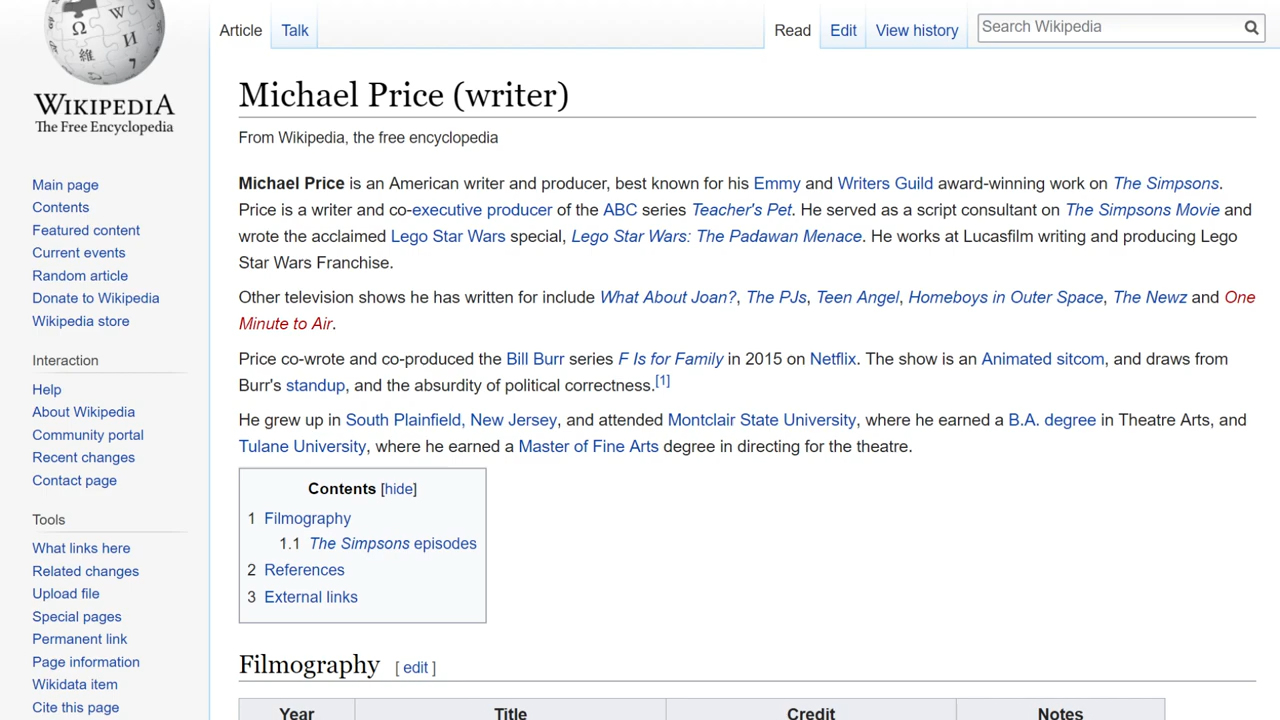 Ω W И 維 7
WIKIPEDIA
The Free Encyclopedia
Main page
Contents
Featured content
Current events
Random article
Donate to Wikipedia
Wikipedia store
Interaction
Help
About Wikipedia
Community portal
Recent changes
Contact page
Tools
What links here
Related changes
Upload file
Special pages
Permanent link
Page information
Wikidata item
Cite this page
Article Talk Read Edit View history Search Wikipedia
Michael Price (writer)
From Wikipedia, the free encyclopedia
Michael Price is an American writer and producer, best known for his Emmy and Writers Guild award-winning work on The Simpsons.
Price is a writer and co-executive producer of the ABC series Teacher's Pet. He served as a script consultant on The Simpsons Movie and
wrote the acclaimed Lego Star Wars special, Lego Star Wars: The Padawan Menace. He works at Lucasfilm writing and producing Lego
Star Wars Franchise.
Other television shows he has written for include What About Joan?, The PJs, Teen Angel, Homeboys in Outer Space, The Newz and One
Minute to Air.
Price co-wrote and co-produced the Bill Burr series F Is for Family in 2015 on Netflix. The show is an Animated sitcom, and draws from
Burr's standup, and the absurdity of political correctness.[1]
He grew up in South Plainfield, New Jersey, and attended Montclair State University, where he earned a B.A. degree in Theatre Arts, and
Tulane University, where he earned a Master of Fine Arts degree in directing for the theatre.
Contents [hide]
1 Filmography
1.1 The Simpsons episodes
2 References
3 External links
Filmography [ edit ]
Year Title Credit Notes